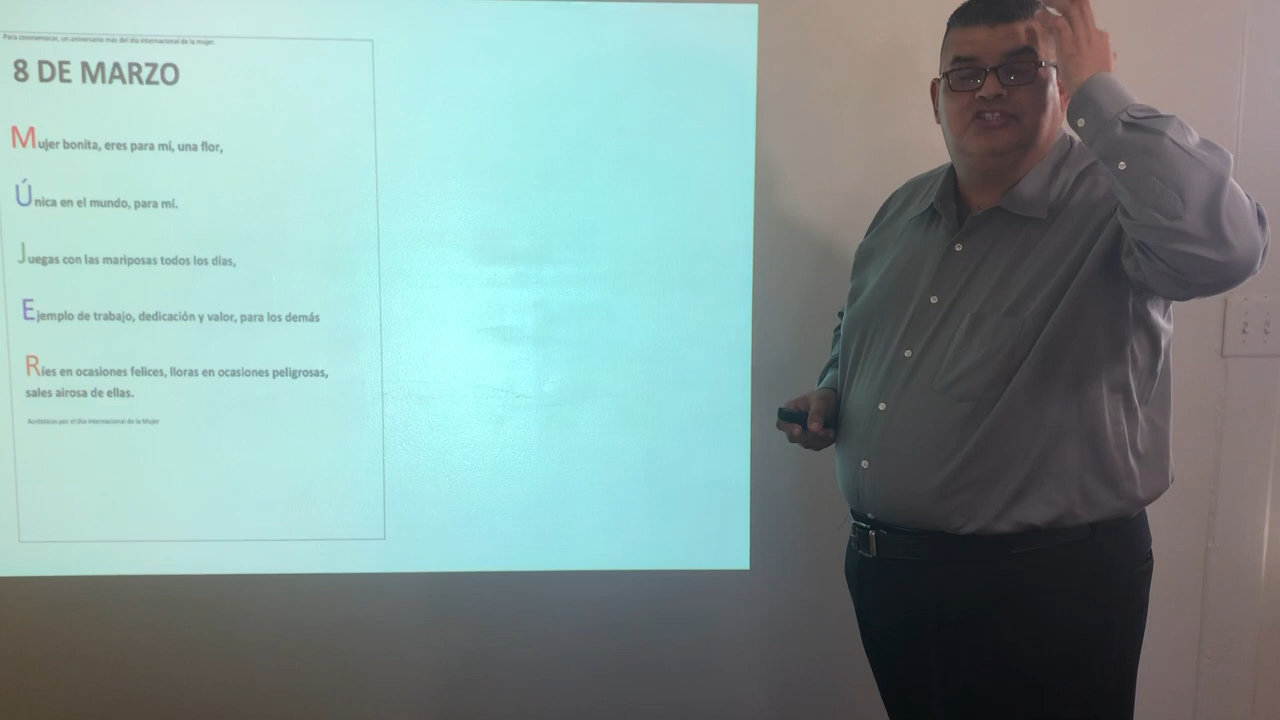 Para conmemorar, un aniversario más del día internacional de la mujer.
8 DE MARZO
Mujer bonita, eres para mí, una flor,
Única en el mundo, para mí.
Juegas con las mariposas todos los días,
Ejemplo de trabajo, dedicación y valor, para los demás
Ríes en ocasiones felices, lloras en ocasiones peligrosas,
sales airosa de ellas.
Acrósticos por el Día Internacional de la Mujer